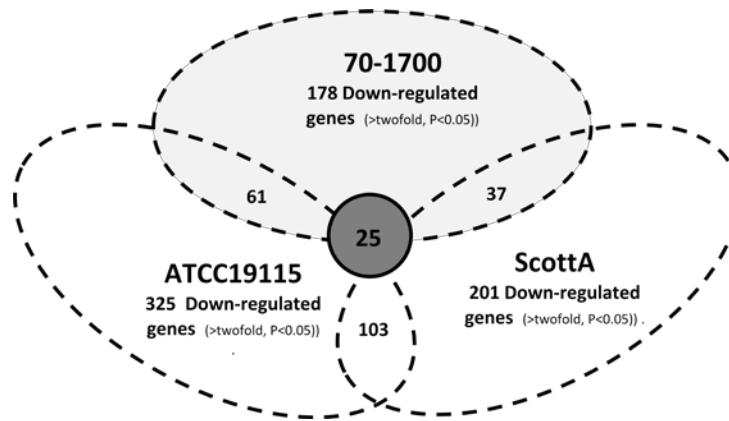 70-1700
178 Down-regulated
genes (>twofold, P<0.05))
61
37
25
ATCC19115
325 Down-regulated
genes (>twofold, P<0.05))
.
ScottA
201 Down-regulated
genes (>twofold, P<0.05)) .
103